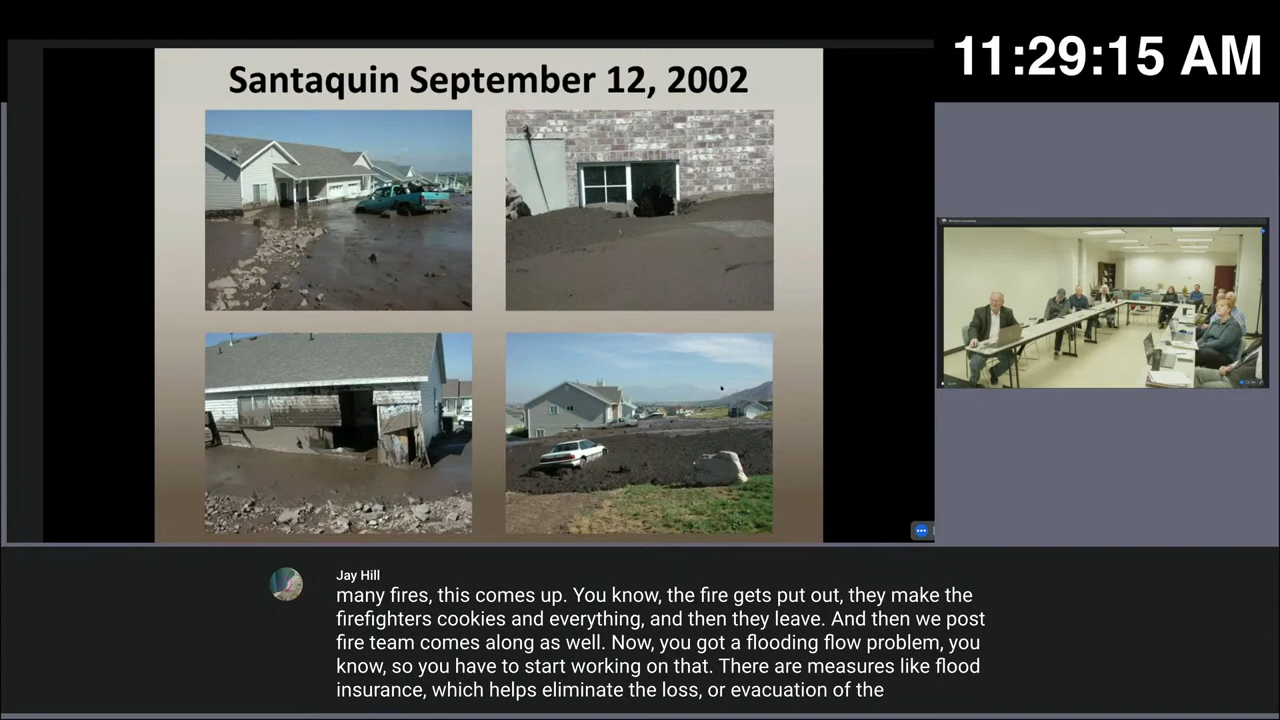 Santaquin September 12, 2002
11:29:15 AM
Jay Hill
many fires, this comes up. You know, the fire gets put out, they make the
firefighters cookies and everything, and then they leave. And then we post
fire team comes along as well. Now, you got a flooding flow problem, you
know, so you have to start working on that. There are measures like flood
insurance, which helps eliminate the loss, or evacuation of the